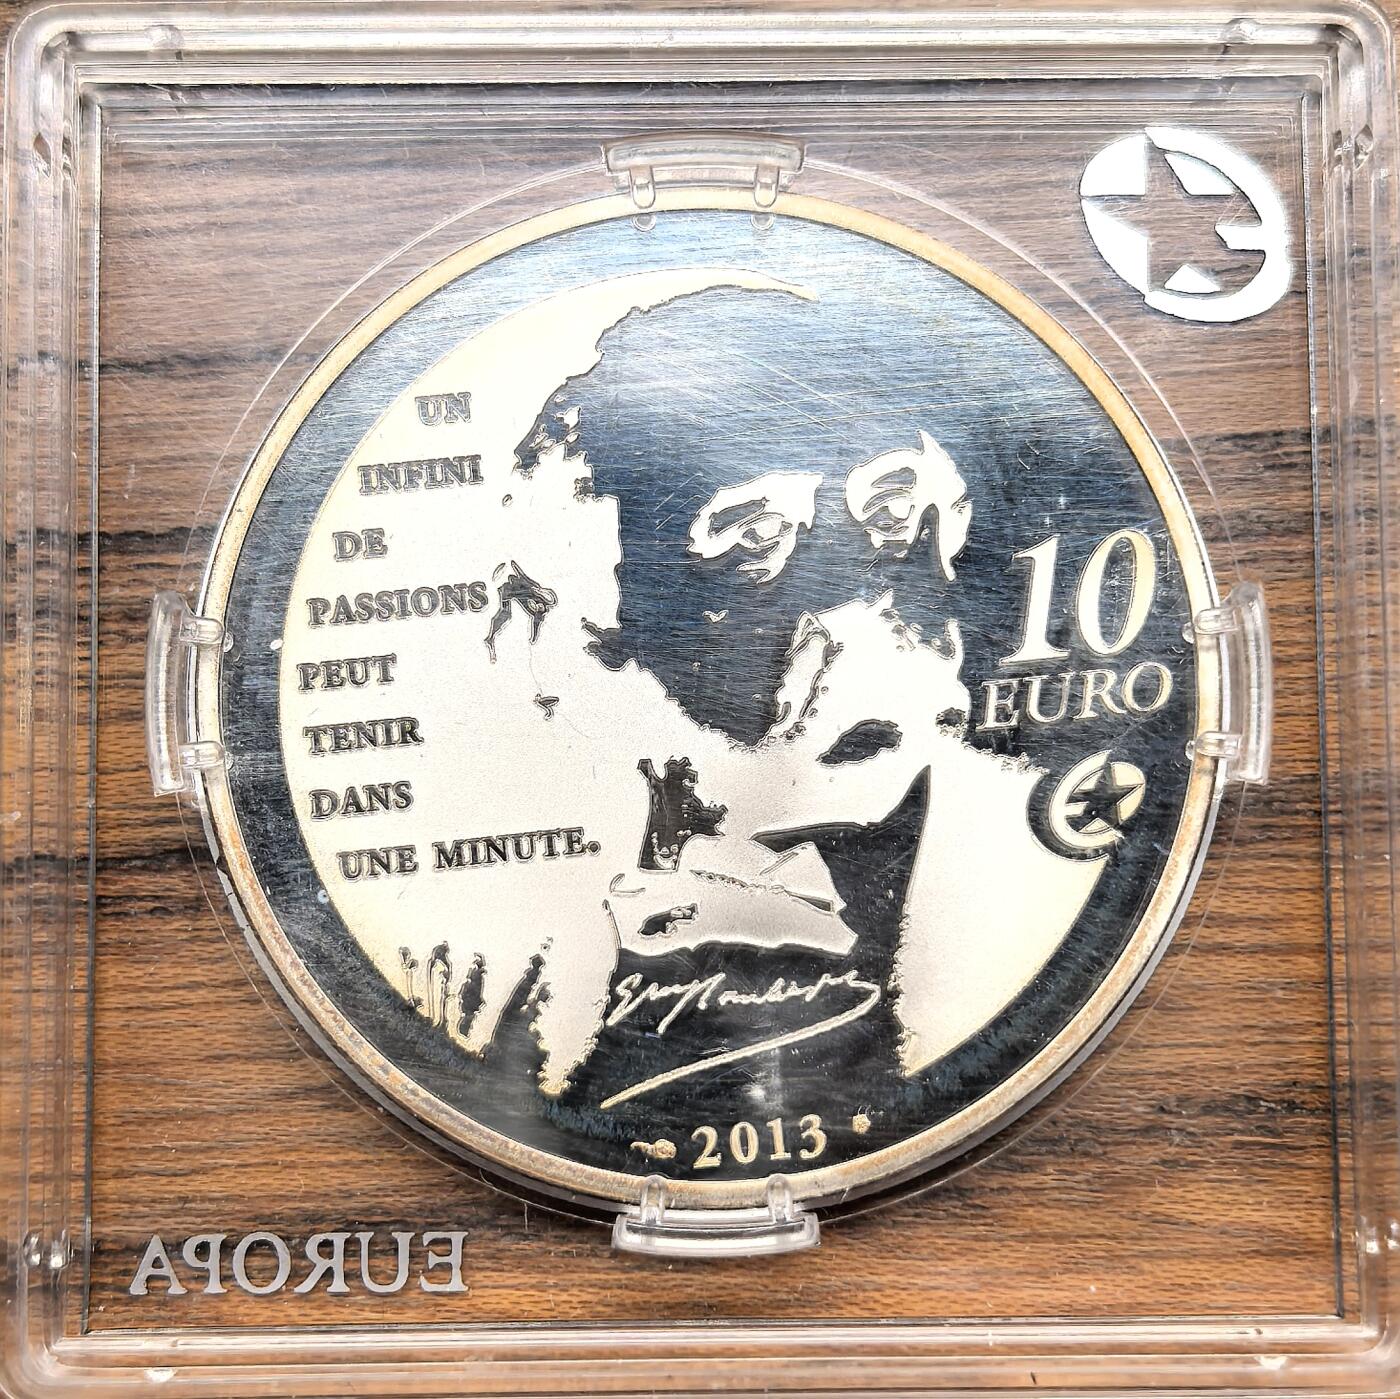 UN
INFINI
DE
PASSIONS
PEUT
TENIR
DANS
UNE MINUTE.
10
EURO
2013
EUROPA